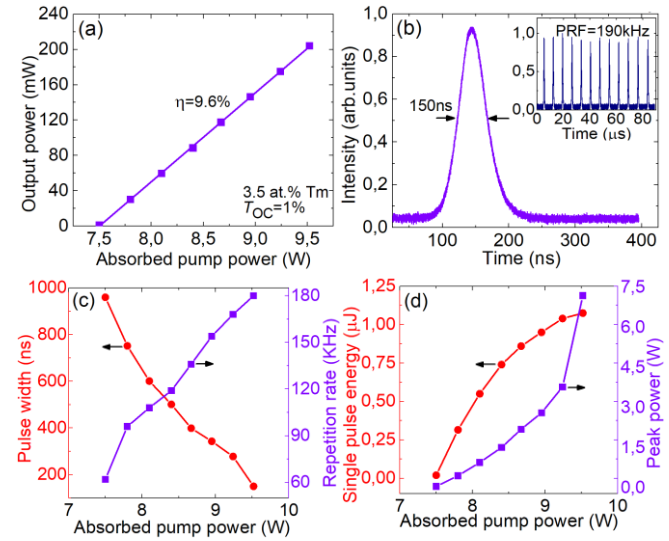 (a)
Output power (mW)
240
200
160
120
80
40
0
η=9.6%
3.5 at.% Tm
T_OC=1%
7,5 8,0 8,5 9,0 9,5
Absorbed pump power (W)
(b)
Intensity (arb.units)
1,0
0,8
0,6
0,4
0,2
0,0
150ns
100 200 300 400
Time (ns)
PRF=190kHz
1,0
0,5
0,0
0 20 40 60 80
Time (μs)
(c)
Pulse width (ns)
1000
800
600
400
200
180
150
120
90
60
Repetition rate (KHz)
7 8 9 10
Absorbed pump power (W)
(d)
Single pulse energy (μJ)
1,25
1,00
0,75
0,50
0,25
0,00
7,5
6,0
4,5
3,0
1,5
0,0
Peak power (W)
7 8 9 10
Absorbed pump power (W)